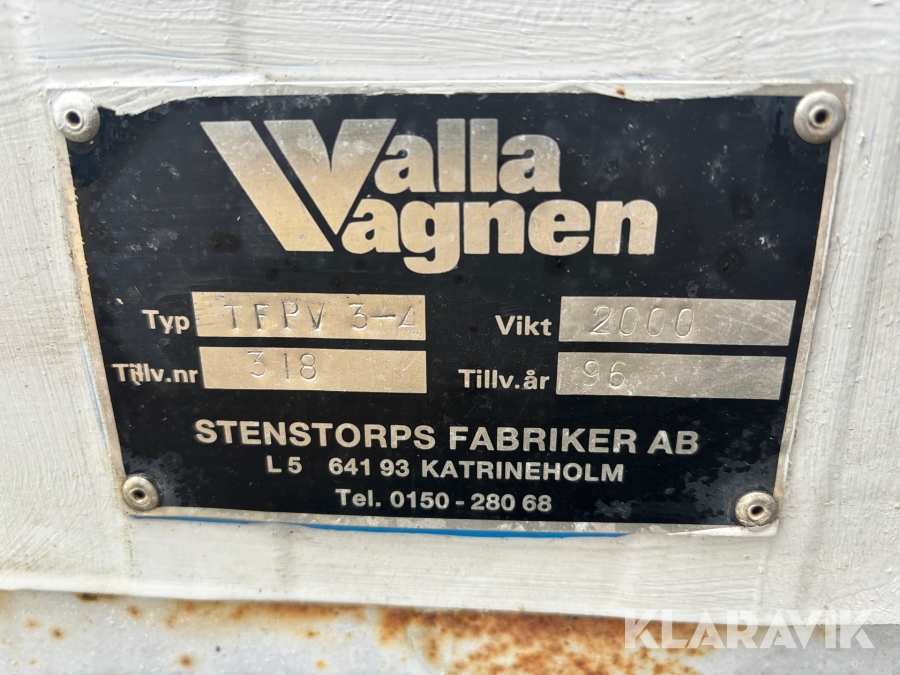 Walla
Vagnen
Typ TFPV 3-4 Vikt 2000
Tillv.nr 318 Tillv.år 96
STENSTORPS FABRIKER AB
L 5 641 93 KATRINEHOLM
Tel. 0150 - 280 68
KLARAVIK